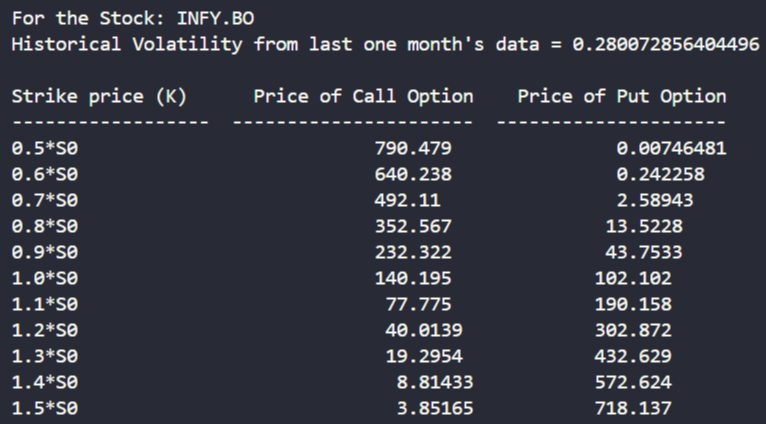 For the Stock: INFY.BO
Historical Volatility from last one month's data = 0.280072856404496
Strike price (K) Price of Call Option Price of Put Option
------------------ ---------------------- ---------------------
0.5*S0 790.479 0.00746481
0.6*S0 640.238 0.242258
0.7*S0 492.11 2.58943
0.8*S0 352.567 13.5228
0.9*S0 232.322 43.7533
1.0*S0 140.195 102.102
1.1*S0 77.775 190.158
1.2*S0 40.0139 302.872
1.3*S0 19.2954 432.629
1.4*S0 8.81433 572.624
1.5*S0 3.85165 718.137